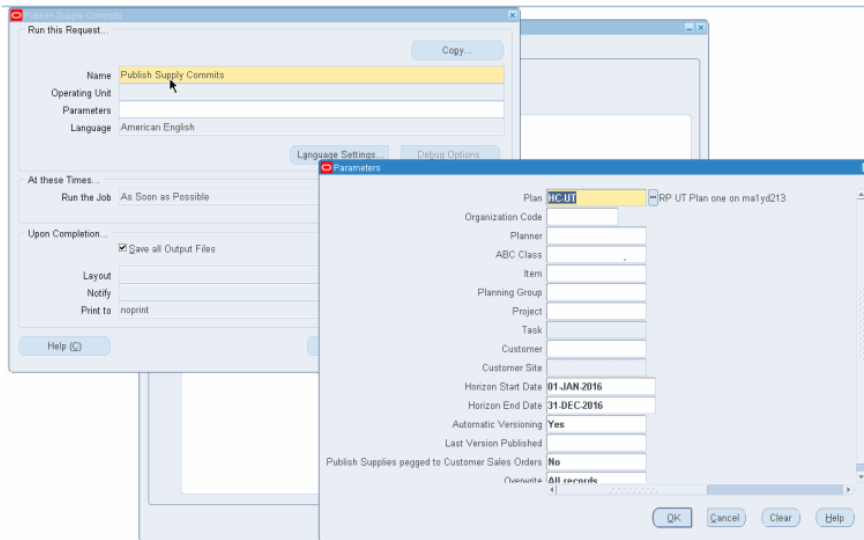 Publish Supply Commits
Run this Request...
Copy...
Name Publish Supply Commits
Operating Unit
Parameters
Language American English
Language Settings... Debug Options
At these Times...
Run the Job As Soon as Possible
Upon Completion...
Save all Output Files
Layout
Notify
Print to noprint
Help (C)
Parameters
Plan HC-UT RP UT Plan one on ma1yd213
Organization Code
Planner
ABC Class
Item
Planning Group
Project
Task
Customer
Customer Site
Horizon Start Date 01-JAN-2016
Horizon End Date 31-DEC-2016
Automatic Versioning Yes
Last Version Published
Publish Supplies pegged to Customer Sales Orders No
Overwrite All records
OK Cancel Clear Help